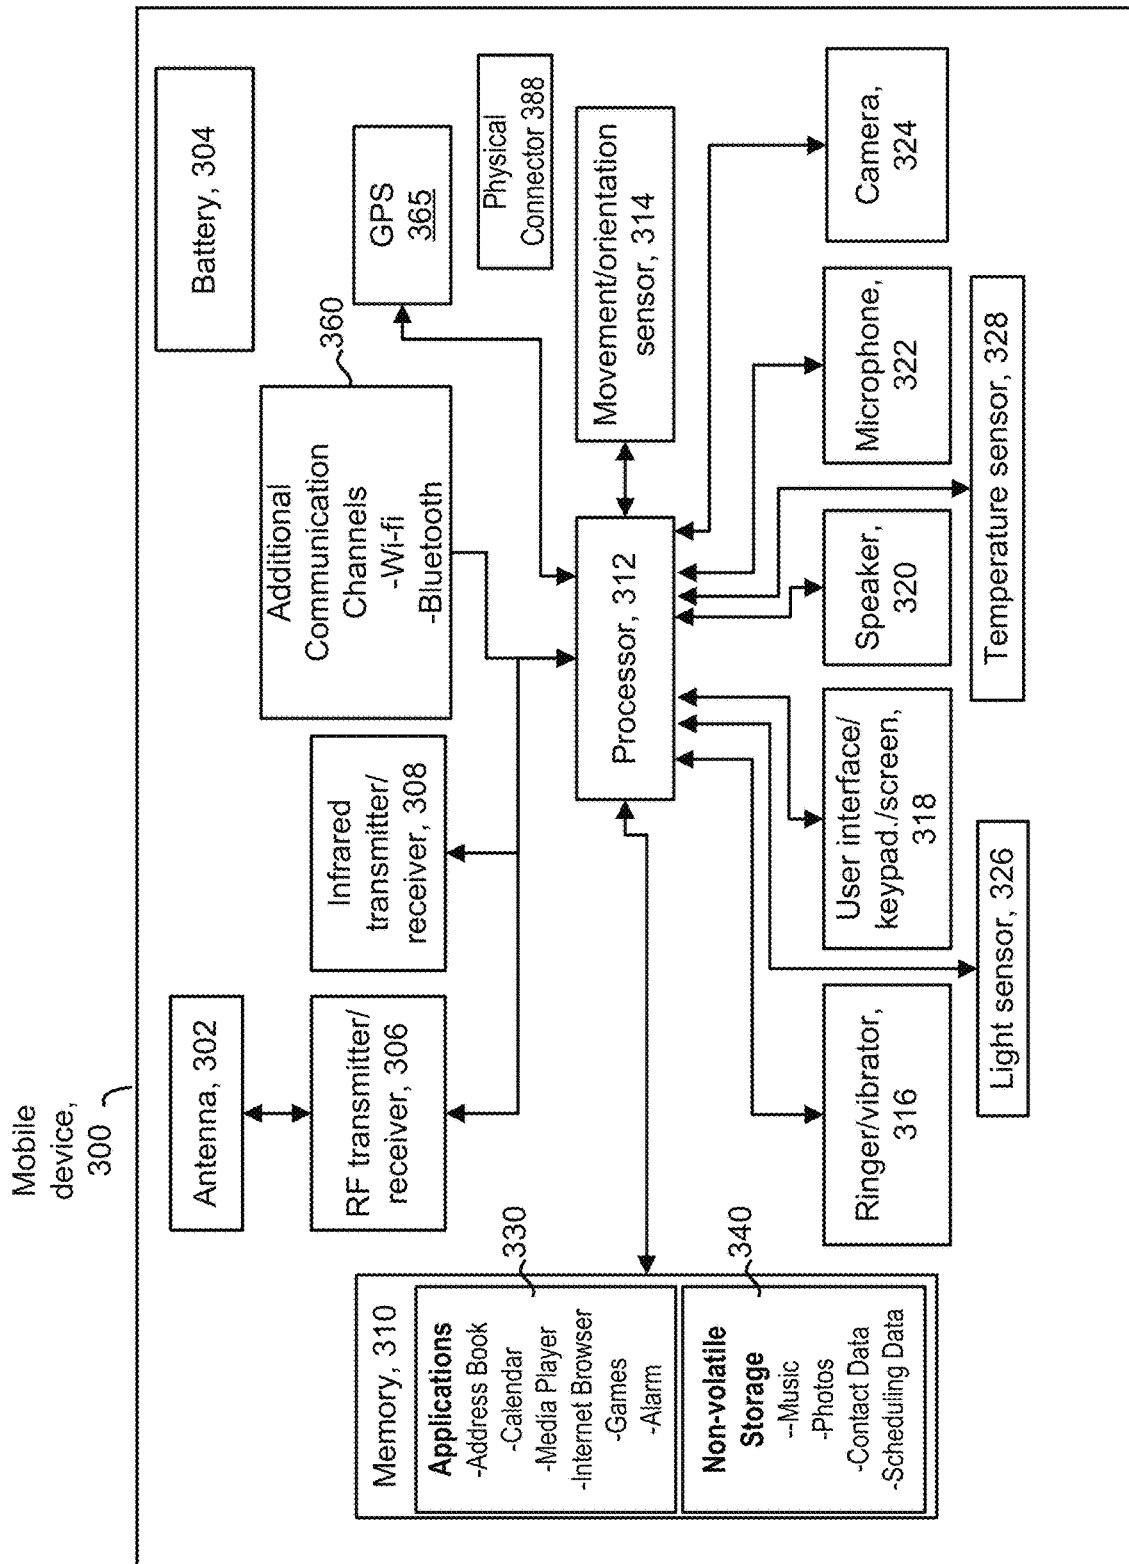 Mobile
device,
300
Antenna, 302
Battery, 304
RF transmitter/
receiver, 306
Infrared
transmitter/
receiver, 308
Additional
Communication
Channels
-Wi-fi
-Bluetooth
360
GPS
365
Physical
Connector 388
Memory, 310
330
Applications
-Address Book
-Calendar
-Media Player
-Internet Browser
-Games
-Alarm
340
Non-volatile
Storage
--Music
-Photos
-Contact Data
-Scheduling Data
Processor, 312
Movement/orientation
sensor, 314
Ringer/vibrator,
316
User interface/
keypad./screen,
318
Speaker,
320
Microphone,
322
Camera,
324
Light sensor, 326
Temperature sensor, 328